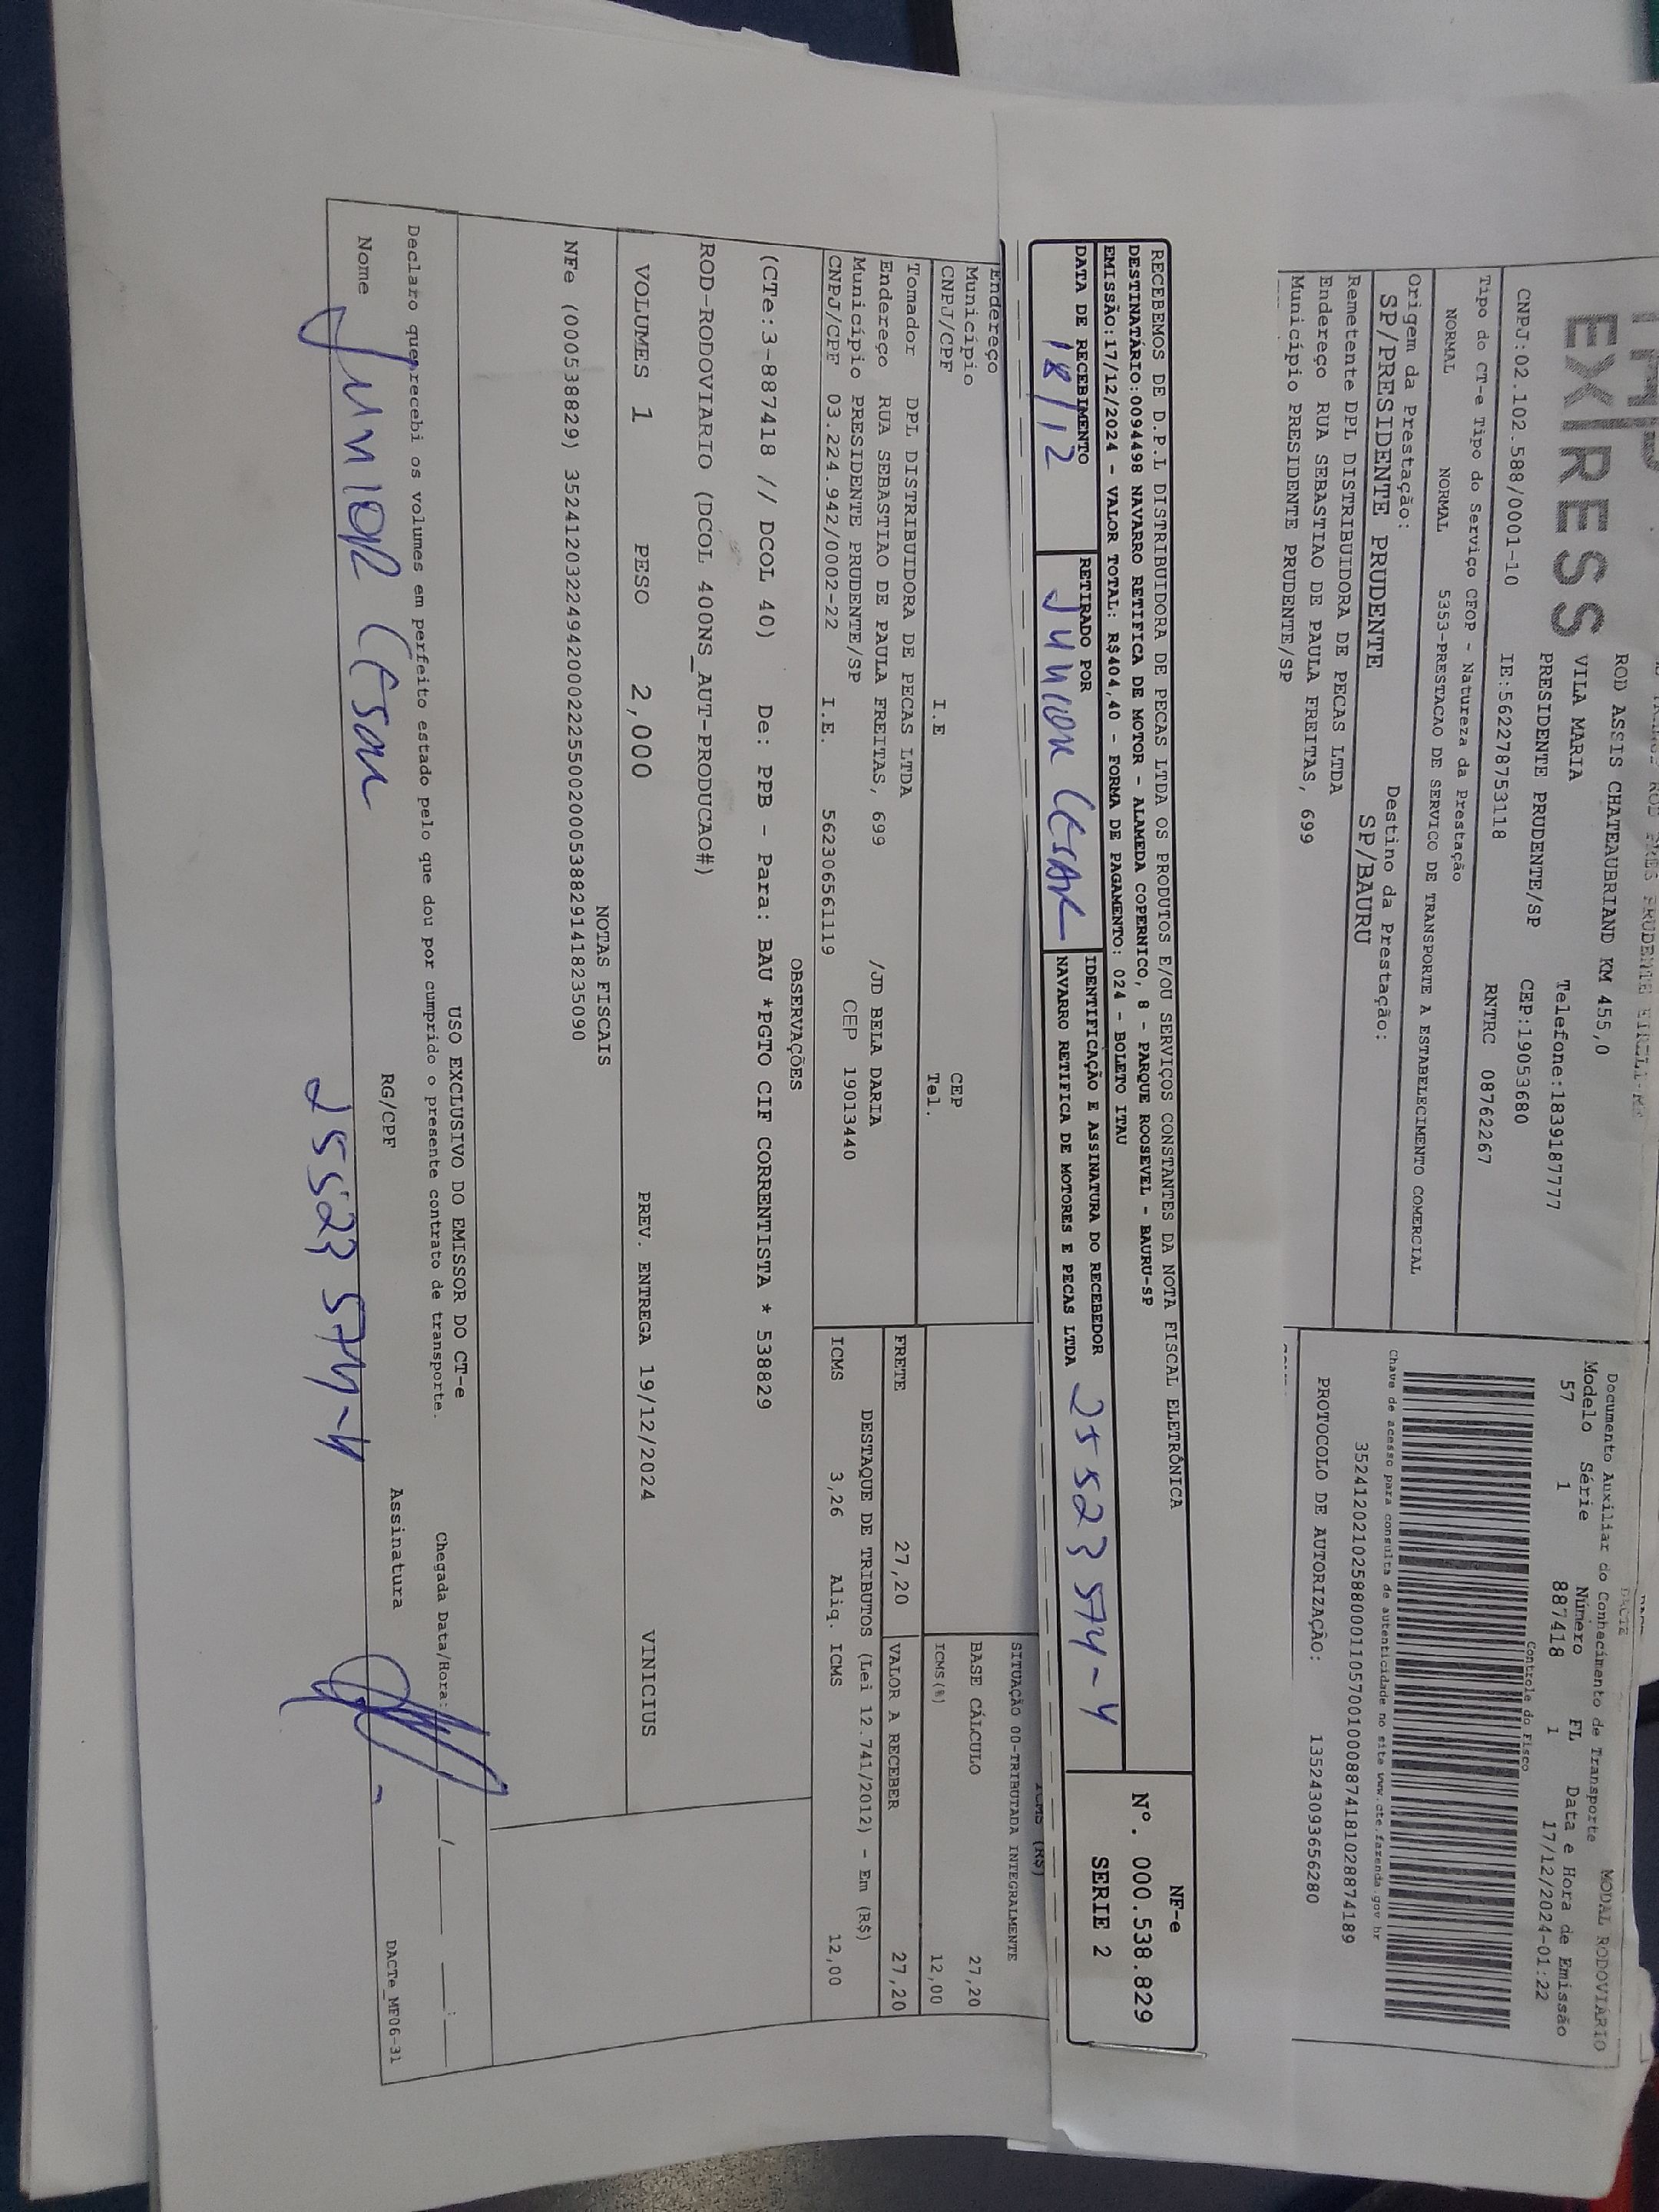 EXPRESS
ROD ASSIS CHATEAUBRIAND KM 455,0
VILA MARIA Telefone:1839187777
PRESIDENTE PRUDENTE/SP CEP:19053680
CNPJ:02.102.588/0001-10 IE:562278753118 RNTRC 08762267
Documento Auxiliar do Conhecimento de Transporte MODAL RODOVIÁRIO
Modelo Série Número FL Data e Hora de Emissão
57 1 887418 1 17/12/2024-01:22
Controle do Fisco
Chave de acesso para consulta de autenticidade no site www.cte.fazenda.gov.br
35241202102588000110570010008874181028874189
PROTOCOLO DE AUTORIZAÇÃO: 135243093656280
Tipo do CT-e Tipo do Serviço CFOP - Natureza da Prestação
NORMAL NORMAL 5353-PRESTACAO DE SERVICO DE TRANSPORTE A ESTABELECIMENTO COMERCIAL
Origem da Prestação: Destino da Prestação:
SP/PRESIDENTE PRUDENTE SP/BAURU
Remetente DPL DISTRIBUIDORA DE PECAS LTDA
Endereço RUA SEBASTIAO DE PAULA FREITAS, 699
Município PRESIDENTE PRUDENTE/SP
RECEBEMOS DE D.P.L DISTRIBUIDORA DE PECAS LTDA OS PRODUTOS E/OU SERVIÇOS CONSTANTES DA NOTA FISCAL ELETRÔNICA
DESTINATÁRIO:0094498 NAVARRO RETIFICA DE MOTOR - ALAMEDA COPERNICO, 8 - PARQUE ROOSEVEL - BAURU-SP
EMISSÃO:17/12/2024 - VALOR TOTAL: R$404,40 - FORMA DE PAGAMENTO: 024 - BOLETO ITAU
NF-e
Nº. 000.538.829
SERIE 2
DATA DE RECEBIMENTO RETIRADO POR IDENTIFICAÇÃO E ASSINATURA DO RECEBEDOR
NAVARRO RETIFICA DE MOTORES E PECAS LTDA
18/12 Junior Cesar 25523574-4
ICMS (R$)
Endereço
Município CEP
CNPJ/CPF I.E Tel.
SITUAÇÃO 00-TRIBUTADA INTEGRALMENTE
BASE CÁLCULO 27,20
ICMS(%) 12,00
Tomador DPL DISTRIBUIDORA DE PECAS LTDA
Endereço RUA SEBASTIAO DE PAULA FREITAS, 699 /JD BELA DARIA
Município PRESIDENTE PRUDENTE/SP CEP 19013440
CNPJ/CPF 03.224.942/0002-22 I.E. 562306561119
FRETE 27,20 VALOR A RECEBER 27,20
DESTAQUE DE TRIBUTOS (Lei 12.741/2012) - Em (R$)
ICMS 3,26 Aliq. ICMS 12,00
OBSERVAÇÕES
(CTe:3-887418 // DCOL 40) De: PPB - Para: BAU *PGTO CIF CORRENTISTA * 538829
ROD-RODOVIARIO (DCOL 400NS_AUT-PRODUCAO#)
VOLUMES 1 PESO 2,000 PREV. ENTREGA 19/12/2024 VINICIUS
NOTAS FISCAIS
NFe (000538829) 35241203224942000222550020005388291418235090
USO EXCLUSIVO DO EMISSOR DO CT-e
Declaro que recebi os volumes em perfeito estado pelo que dou por cumprido o presente contrato de transporte. Chegada Data/Hora: / :
Nome RG/CPF Assinatura DACTe_MF06-31
Junior Cesar 25523574-4